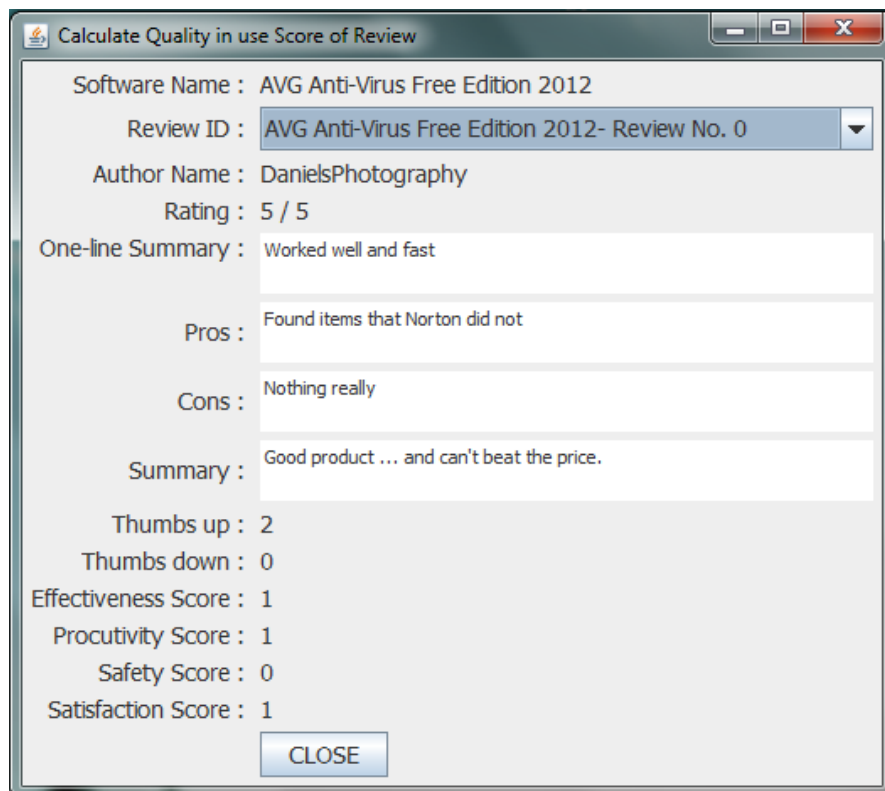 Calculate Quality in use Score of Review
Software Name : AVG Anti-Virus Free Edition 2012
Review ID : AVG Anti-Virus Free Edition 2012- Review No. 0
Author Name : DanielsPhotography
Rating : 5 / 5
One-line Summary : Worked well and fast
Pros : Found items that Norton did not
Cons : Nothing really
Summary : Good product ... and can't beat the price.
Thumbs up : 2
Thumbs down : 0
Effectiveness Score : 1
Procutivity Score : 1
Safety Score : 0
Satisfaction Score : 1
CLOSE